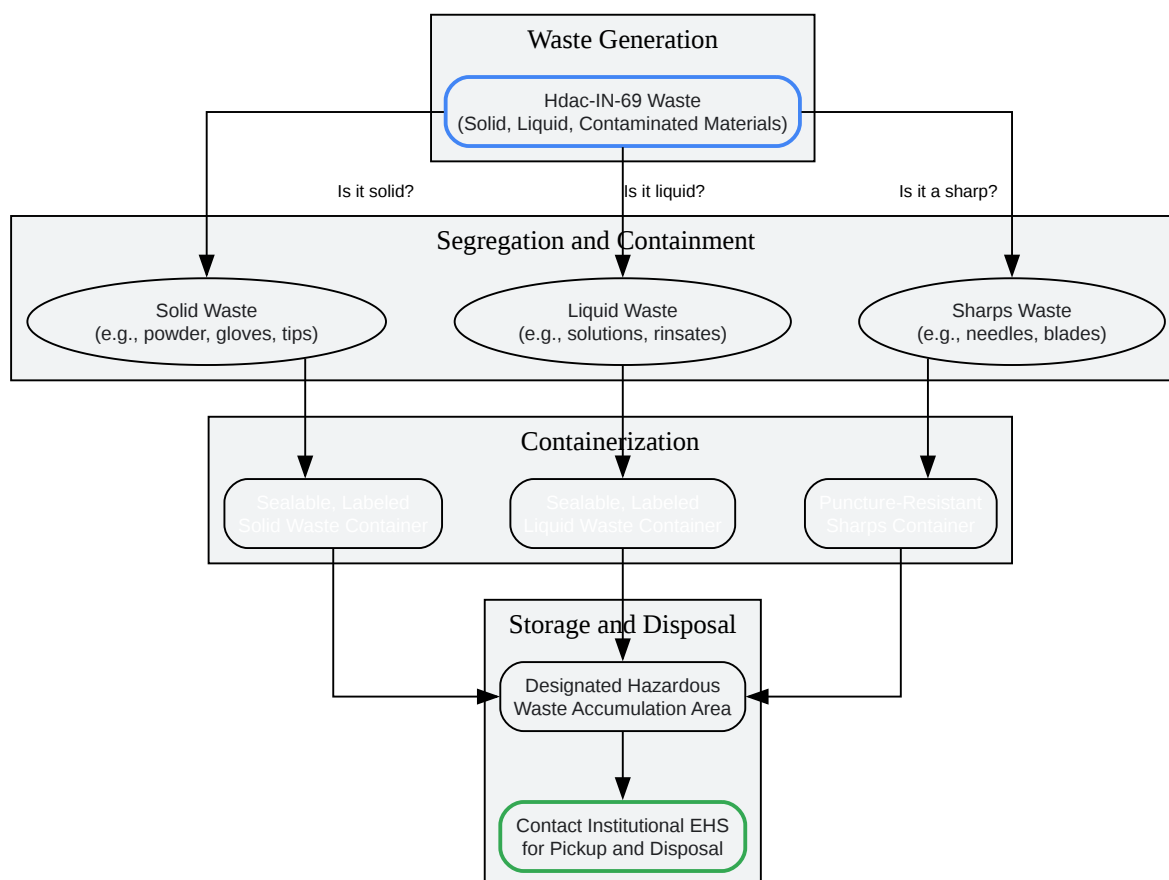 Waste Generation
Hdac-IN-69 Waste
(Solid, Liquid, Contaminated Materials)
Is it solid?
Is it liquid?
Is it a sharp?
Segregation and Containment
Solid Waste
(e.g., powder, gloves, tips)
Liquid Waste
(e.g., solutions, rinsates)
Sharps Waste
(e.g., needles, blades)
Containerization
Sealable, Labeled
Solid Waste Container
Sealable, Labeled
Liquid Waste Container
Puncture-Resistant
Sharps Container
Storage and Disposal
Designated Hazardous
Waste Accumulation Area
Contact Institutional EHS
for Pickup and Disposal